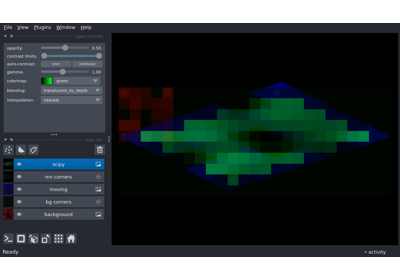 File View Plugins Window Help
opacity: 0.50
contrast limits:
auto-contrast: once continuous
gamma: 1.00
colormap: green
blending: translucent_no_depth
interpolation: nearest
scipy
mv corners
moving
bg corners
background
Ready
activity